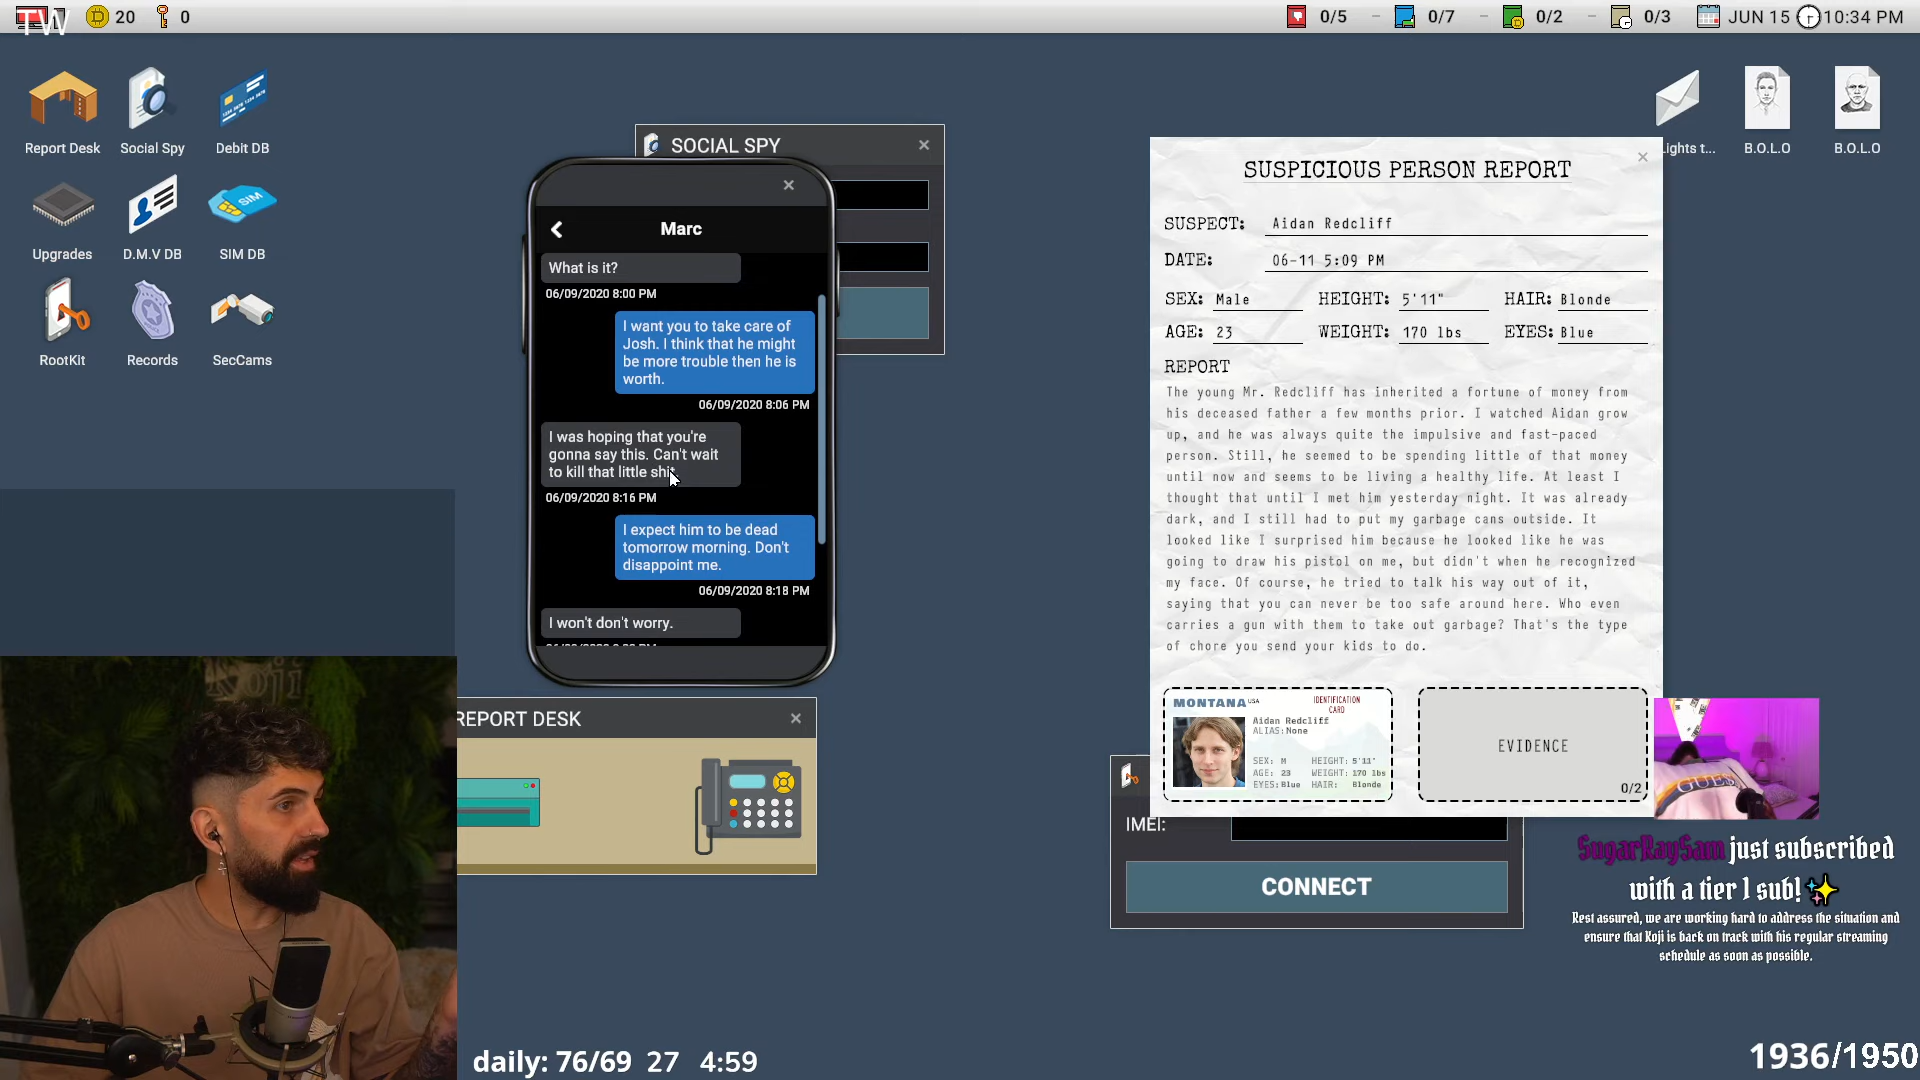 TW
20
0
0/5
0/7
0/2
0/3
JUN 15
10:34 PM
Report Desk
Social Spy
Debit DB
Upgrades
D.M.V DB
SIM DB
RootKit
Records
SecCams
ights t...
B.O.L.O
B.O.L.O
SOCIAL SPY
Marc
What is it?
06/09/2020 8:00 PM
I want you to take care of
Josh. I think that he might
be more trouble then he is
worth.
06/09/2020 8:06 PM
I was hoping that you're
gonna say this. Can't wait
to kill that little shit.
06/09/2020 8:16 PM
I expect him to be dead
tomorrow morning. Don't
disappoint me.
06/09/2020 8:18 PM
I won't don't worry.
REPORT DESK
SUSPICIOUS PERSON REPORT
SUSPECT: Aidan Redcliff
DATE: 06-11 5:09 PM
SEX: Male HEIGHT: 5'11" HAIR: Blonde
AGE: 23 WEIGHT: 170 lbs EYES: Blue
REPORT
The young Mr. Redcliff has inherited a fortune of money from
his deceased father a few months prior. I watched Aidan grow
up, and he was always quite the impulsive and fast-paced
person. Still, he seemed to be spending little of that money
until now and seems to be living a healthy life. At least I
thought that until I met him yesterday night. It was already
dark, and I still had to put my garbage cans outside. It
looked like I surprised him because he looked like he was
going to draw his pistol on me, but didn't when he recognized
my face. Of course, he tried to talk his way out of it,
saying that you can never be too safe around here. Who even
carries a gun with them to take out garbage? That's the type
of chore you send your kids to do.
MONTANA USA
IDENTIFICATION
CARD
Aidan Redcliff
ALIAS: None
SEX: M HEIGHT: 5'11"
AGE: 23 WEIGHT: 170 lbs
EYES: Blue HAIR: Blonde
EVIDENCE
0/2
IMEI:
CONNECT
GUESS
Koji
SugarRaySam just subscribed
with a tier 1 sub!✨
Rest assured, we are working hard to address the situation and
ensure that Koji is back on track with his regular streaming
schedule as soon as possible.
daily: 76/69 27 4:59
1936/1950